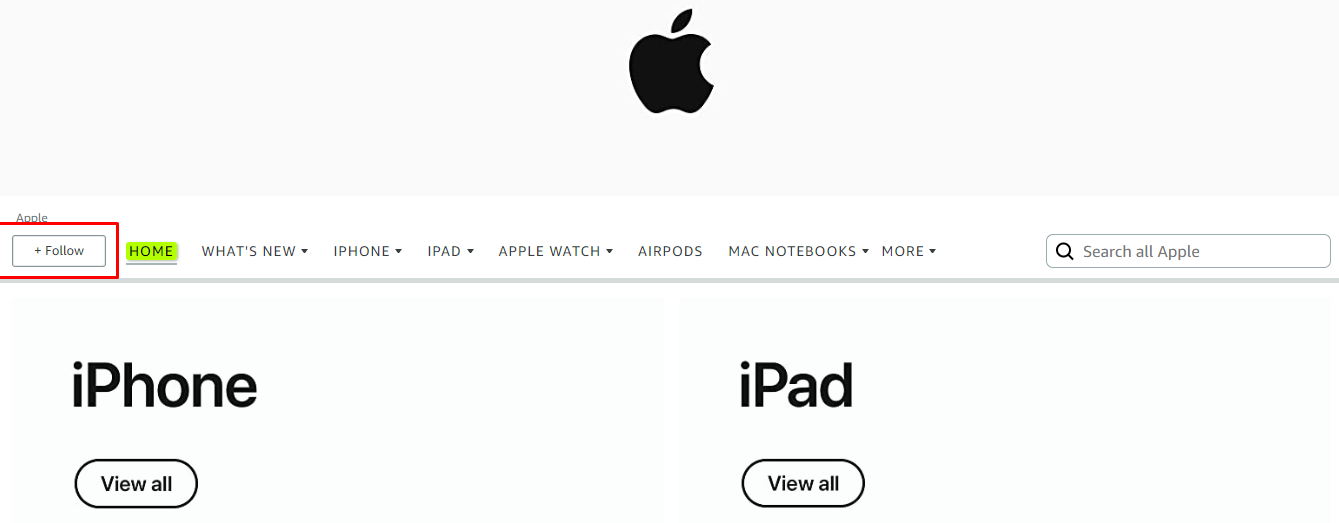 Apple
+ Follow HOME WHAT'S NEW IPHONE IPAD APPLE WATCH AIRPODS MAC NOTEBOOKS MORE Search all Apple
iPhone iPad
View all View all